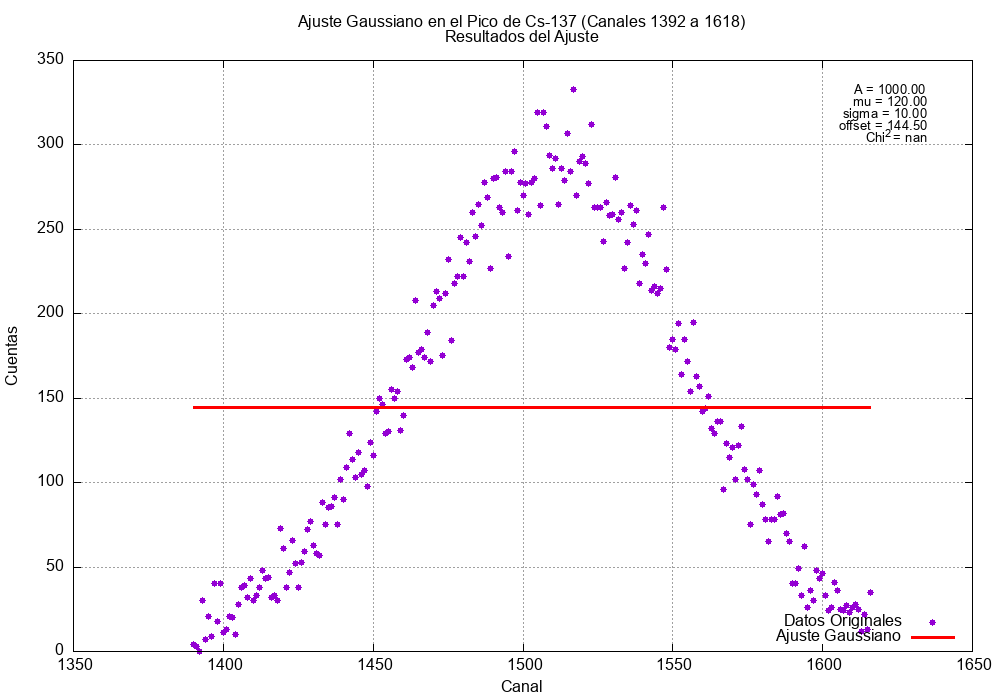 Ajuste Gaussiano en el Pico de Cs-137 (Canales 1392 a 1618)
Resultados del Ajuste
350
300
250
200
150
100
50
0
Cuentas
A = 1000.00
mu = 120.00
sigma = 10.00
offset = 144.50
Chi² = nan
Datos Originales
Ajuste Gaussiano
1350 1400 1450 1500 1550 1600 1650
Canal